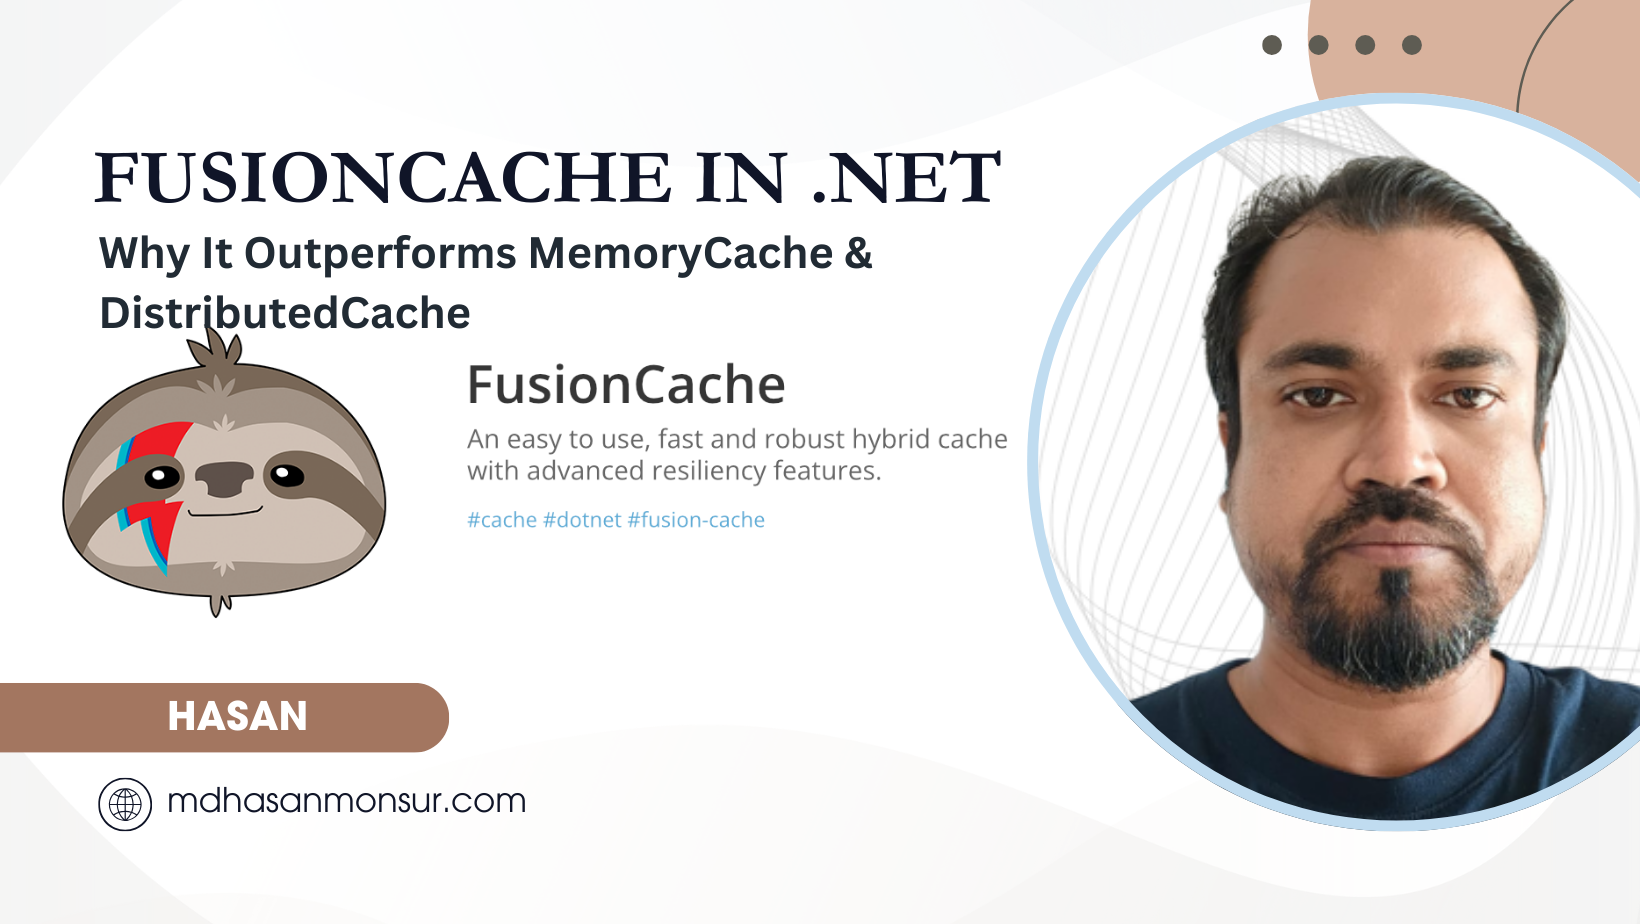 FUSIONCACHE IN .NET
Why It Outperforms MemoryCache &
DistributedCache
FusionCache
An easy to use, fast and robust hybrid cache
with advanced resiliency features.
#cache #dotnet #fusion-cache
HASAN
mdhasanmonsur.com